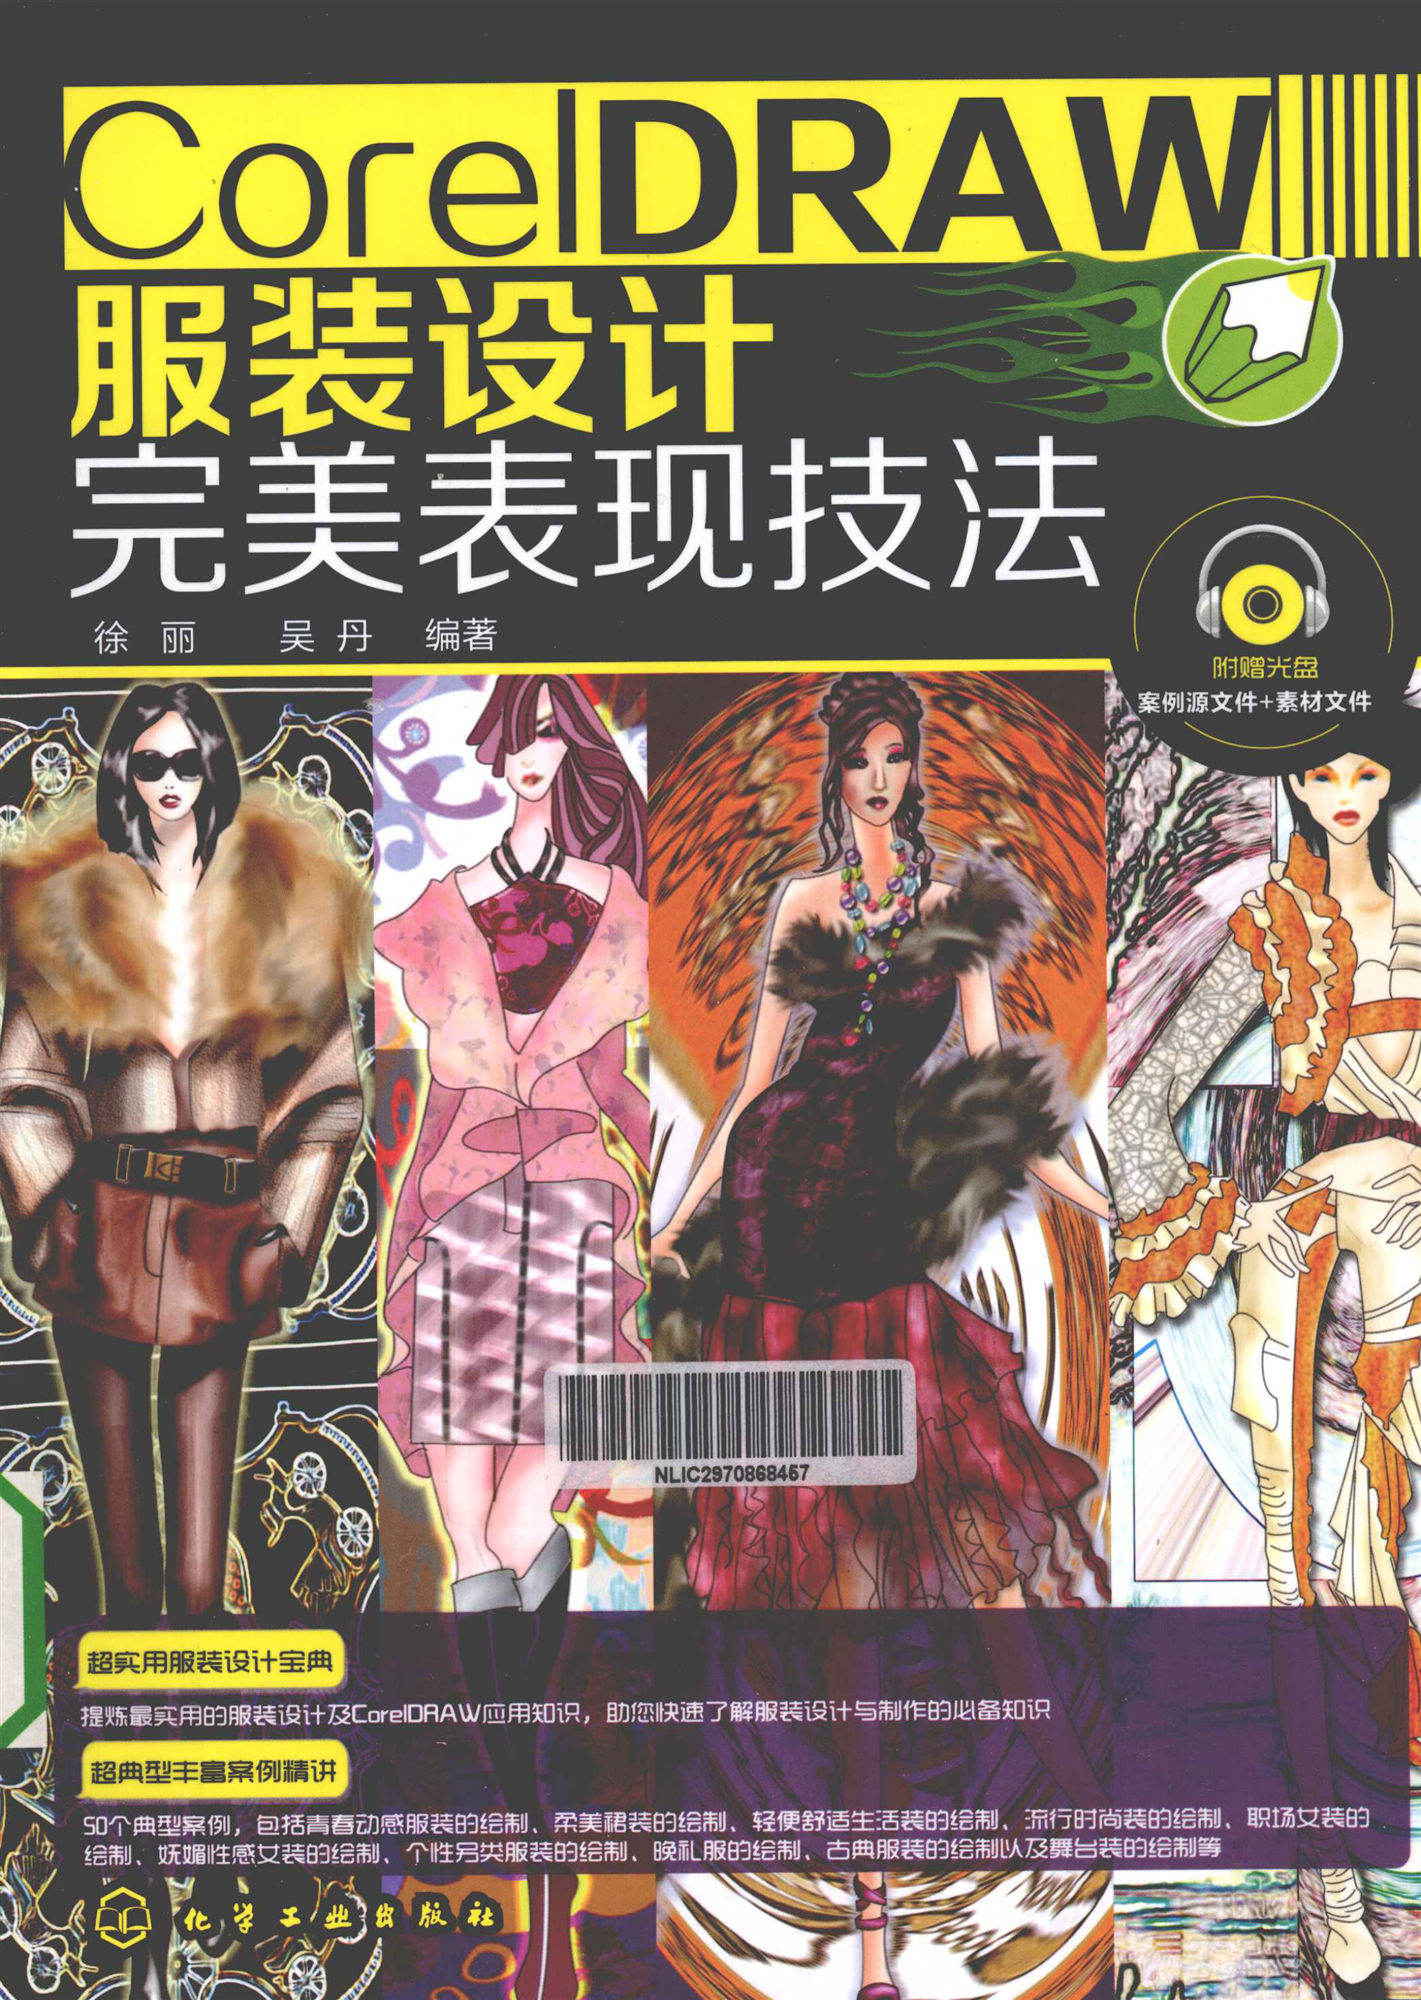 CorelDRAW
服装设计
完美表现技法
徐 丽 吴 丹 编著
附赠光盘
案例源文件+素材文件
NLIC2970868457
超实用服装设计宝典
提炼最实用的服装设计及CorelDRAW应用知识，助您快速了解服装设计与制作的必备知识
超典型丰富案例精讲
50个典型案例，包括青春动感服装的绘制、柔美裙装的绘制、轻便舒适生活装的绘制、流行时尚装的绘制、职场女装的
绘制、妩媚性感女装的绘制、个性另类服装的绘制、晚礼服的绘制、古典服装的绘制以及舞台装的绘制等
化学工业出版社